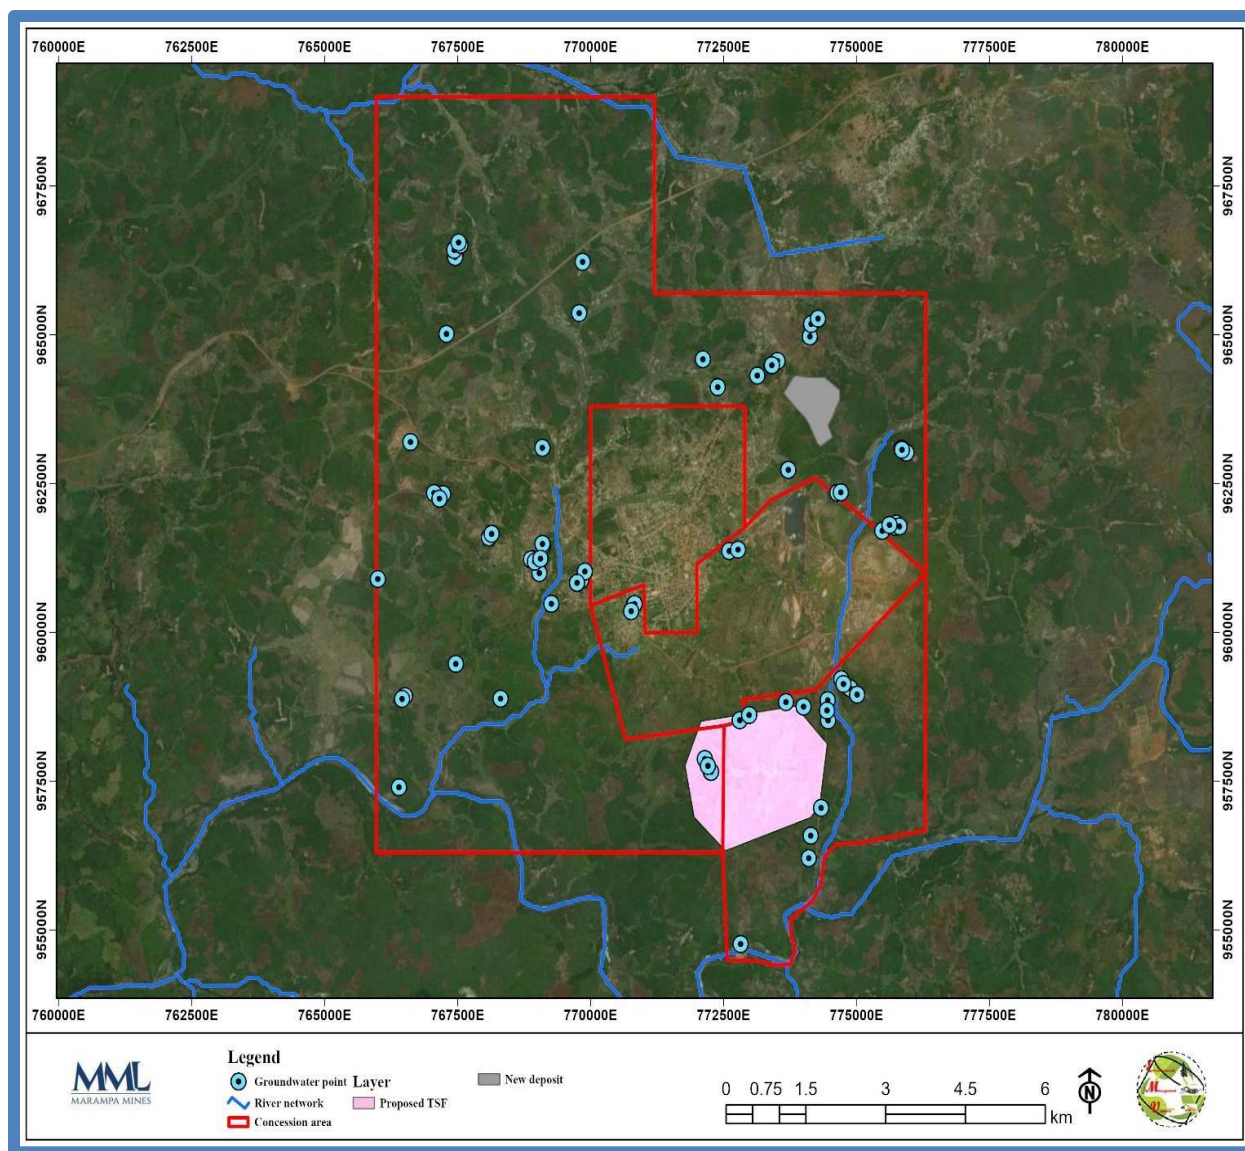 760000E 762500E 765000E 767500E 770000E 772500E 775000E 777500E 780000E
967500N 967500N
965000N 965000N
962500N 962500N
960000N 960000N
957500N 957500N
955000N 955000N
760000E 762500E 765000E 767500E 770000E 772500E 775000E 777500E 780000E
MML
MARAMPA MINES
Legend
Groundwater point
River network
Concession area
Layer
Proposed TSF
New deposit
0 0.75 1.5 3 4.5 6
km
N